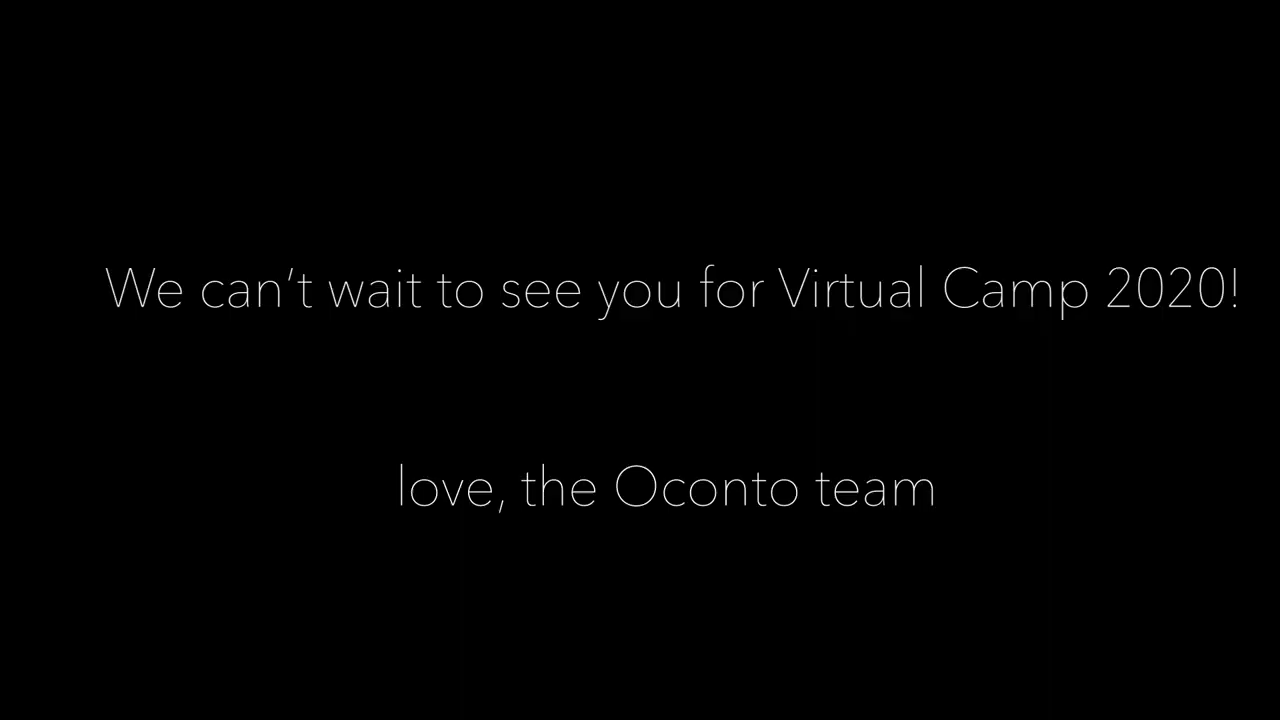 We can’t wait to see you for Virtual Camp 2020!
love, the Oconto team